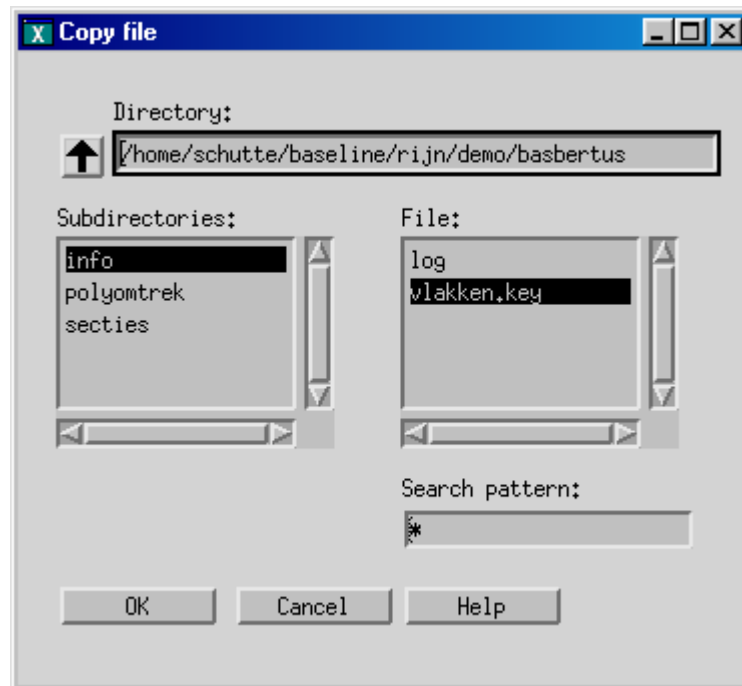 X Copy file
Directory:
/home/schutte/baseline/rijn/demo/basbertus
Subdirectories:
info
polyomtrek
secties
File:
log
vlakken.key
Search pattern:
*
OK Cancel Help